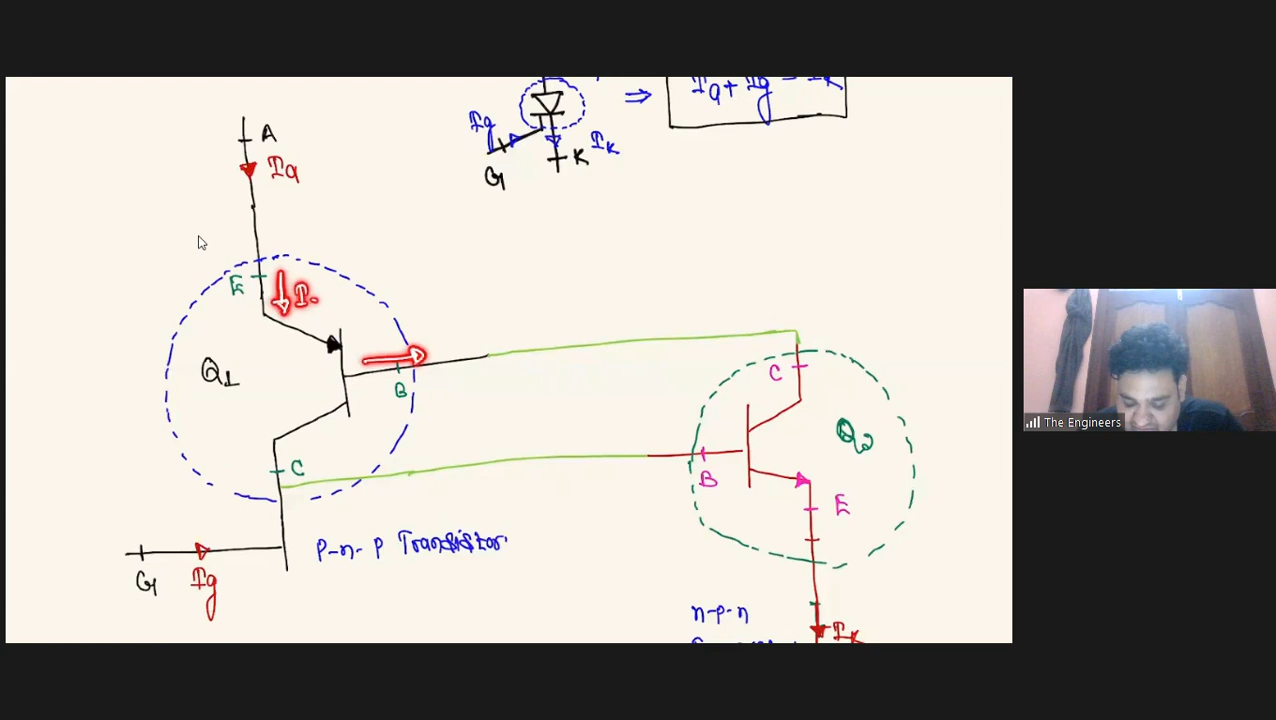 Ia + Ig = IK
⇒
Ig
IK
K
G
A
Ia
E
I.
Q1
B
C
C
Q2
B
E
p-n-p Transistor
G
Ig
n-p-n
IK
The Engineers